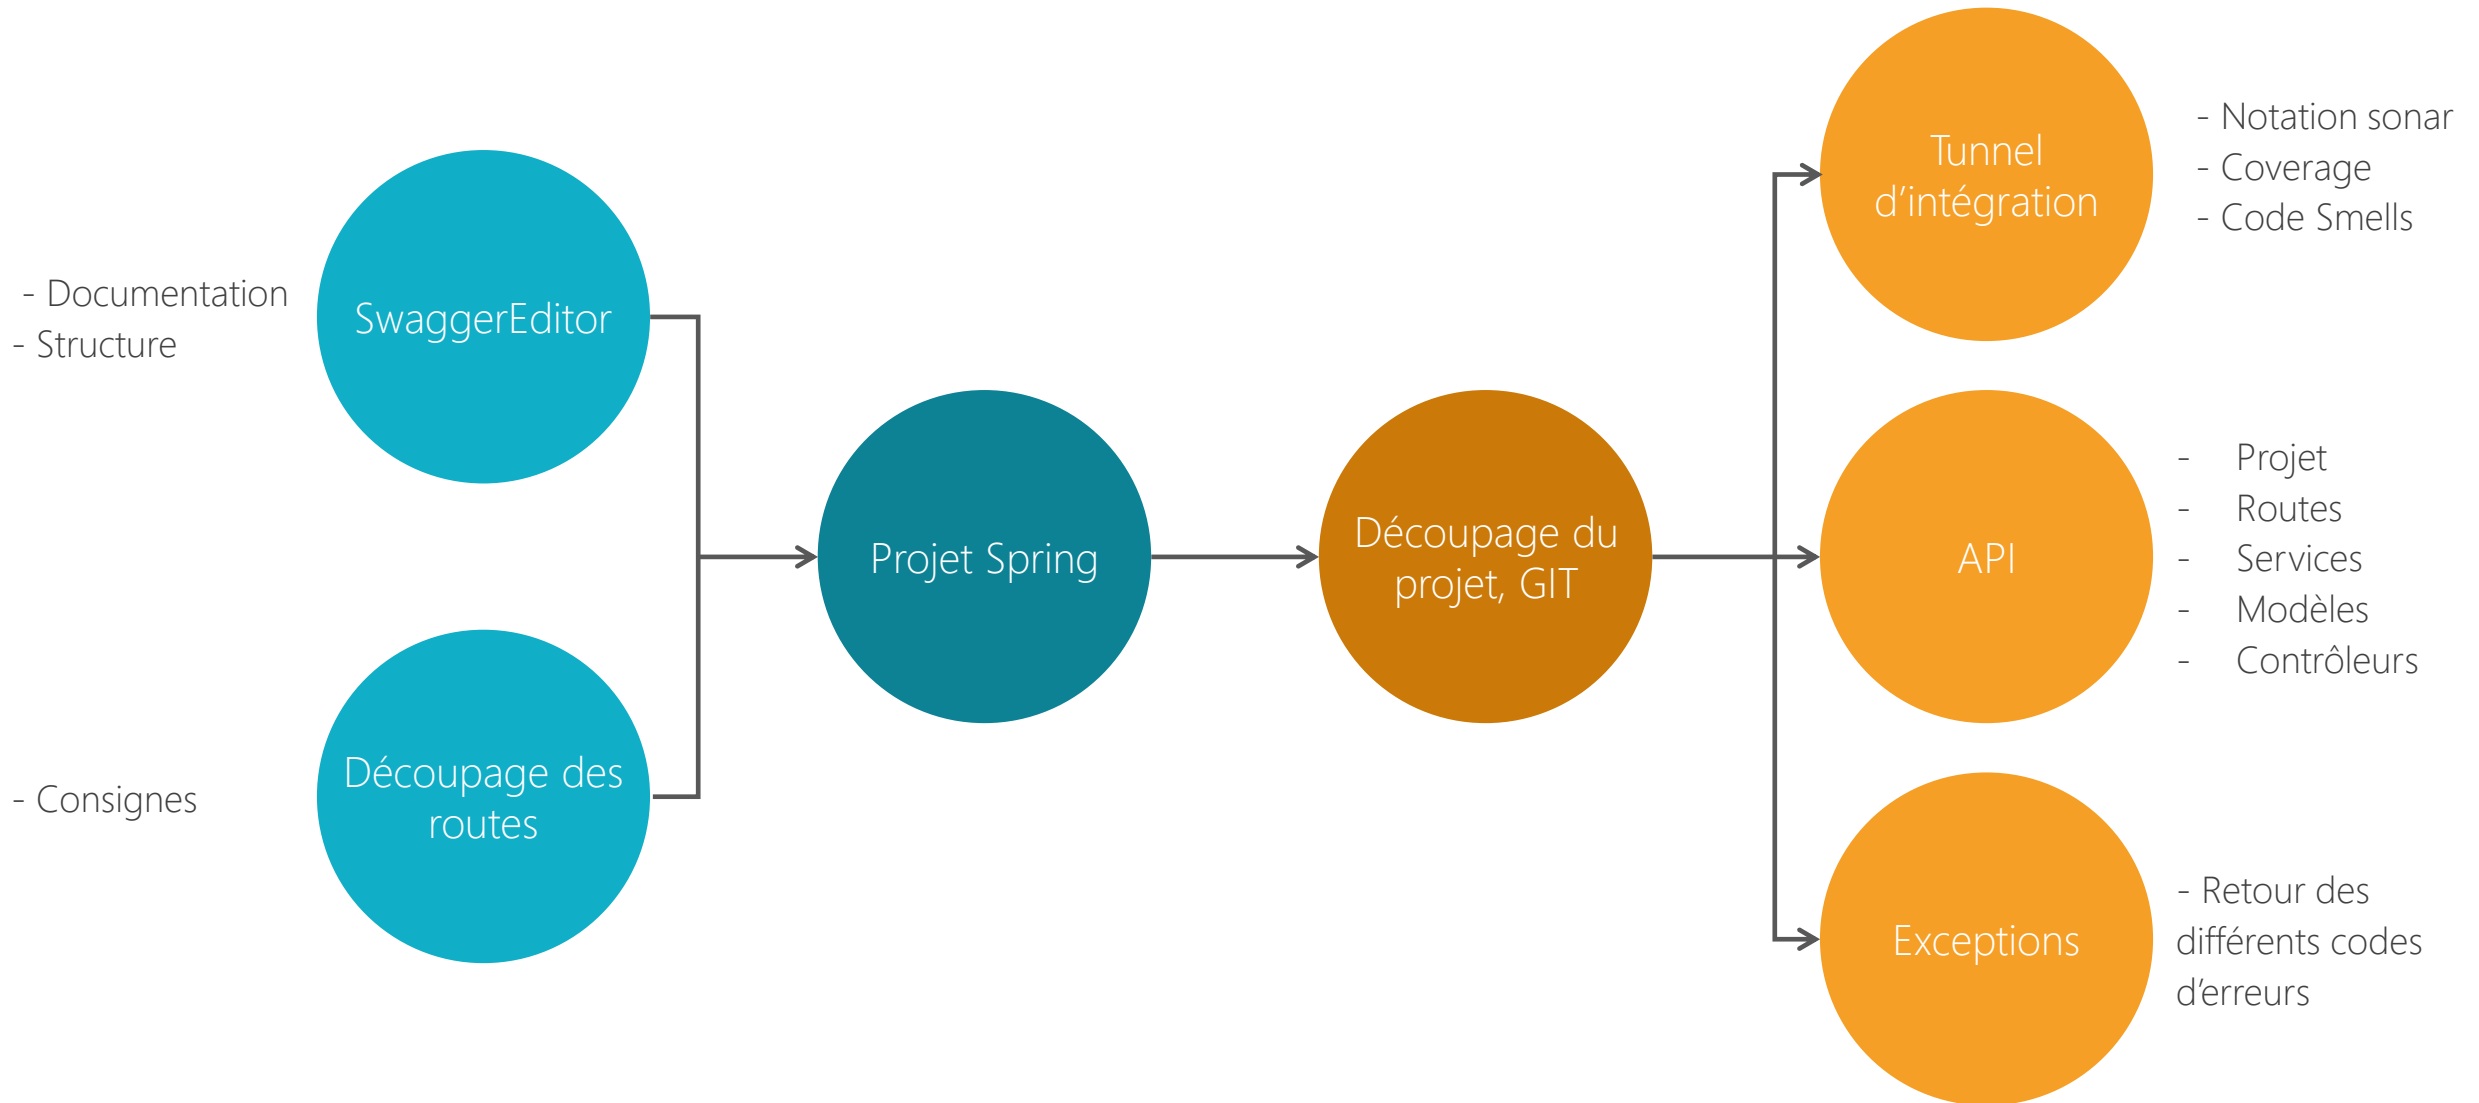 - Documentation
- Structure
SwaggerEditor
- Consignes
Découpage des
routes
Projet Spring
Découpage du
projet, GIT
Tunnel
d’intégration
- Notation sonar
- Coverage
- Code Smells
API
- Projet
- Routes
- Services
- Modèles
- Contrôleurs
Exceptions
- Retour des
différents codes
d’erreurs